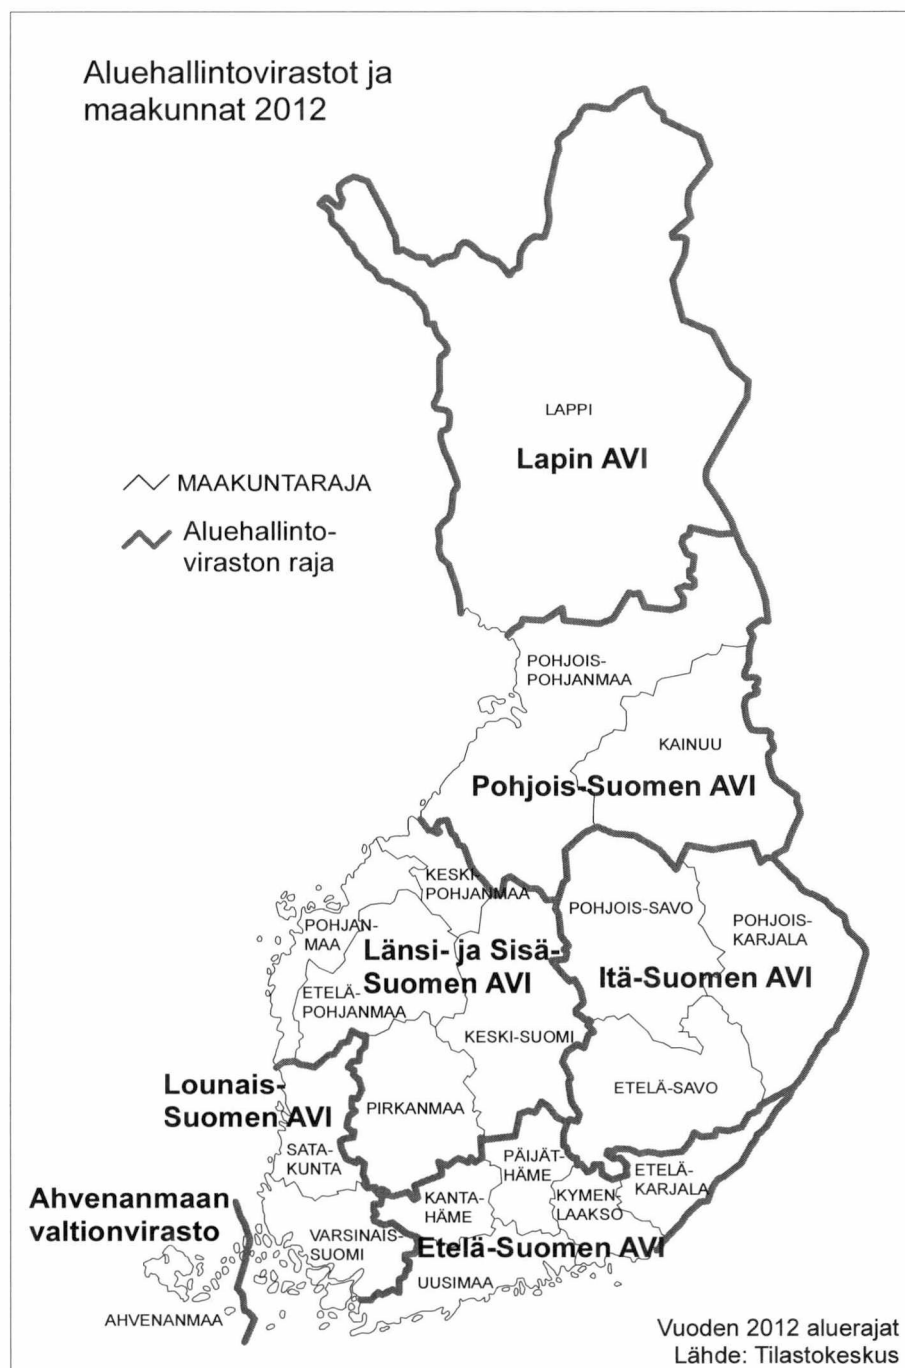 Aluehallintovirastot ja
maakunnat 2012
LAPPI
Lapin AVI
MAAKUNTARAJA
Aluehallinto-
viraston raja
POHJOIS-
POHJANMAA
KAINUU
Pohjois-Suomen AVI
KESKI-
POHJANMAA
POHJAN-
MAA
Länsi- ja Sisä-
Suomen AVI
ETELÄ-
POHJANMAA
KESKI-SUOMI
POHJOIS-SAVO
POHJOIS-
KARJALA
Itä-Suomen AVI
ETELÄ-SAVO
Lounais-
Suomen AVI
PIRKANMAA
SATA-
KUNTA
PÄIJÄT-
HÄME
ETELÄ-
KARJALA
KANTA-
HÄME
KYMEN-
LAAKSO
Ahvenanmaan
valtionvirasto
VARSINAIS-
SUOMI
Etelä-Suomen AVI
UUSIMAA
AHVENANMAA
Vuoden 2012 aluerajat
Lähde: Tilastokeskus